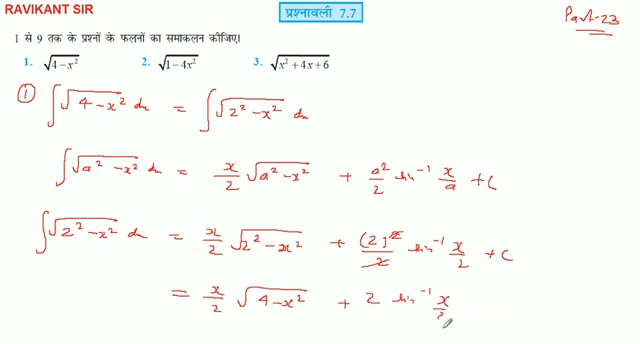 RAVIKANT SIR
प्रश्नावली 7.7
Part-23
1 से 9 तक के प्रश्नों के फलनों का समाकलन कीजिए।
1. √(4−x²) 2. √(1−4x²) 3. √(x²+4x+6)
① ∫√(4−x²) dx = ∫√(2²−x²) dx
∫√(a²−x²) dx = x/2 √(a²−x²) + a²/2 sin⁻¹ x/a + C
∫√(2²−x²) dx = x/2 √(2²−x²) + (2)²/2 sin⁻¹ x/2 + C
= x/2 √(4−x²) + 2 sin⁻¹ x/2